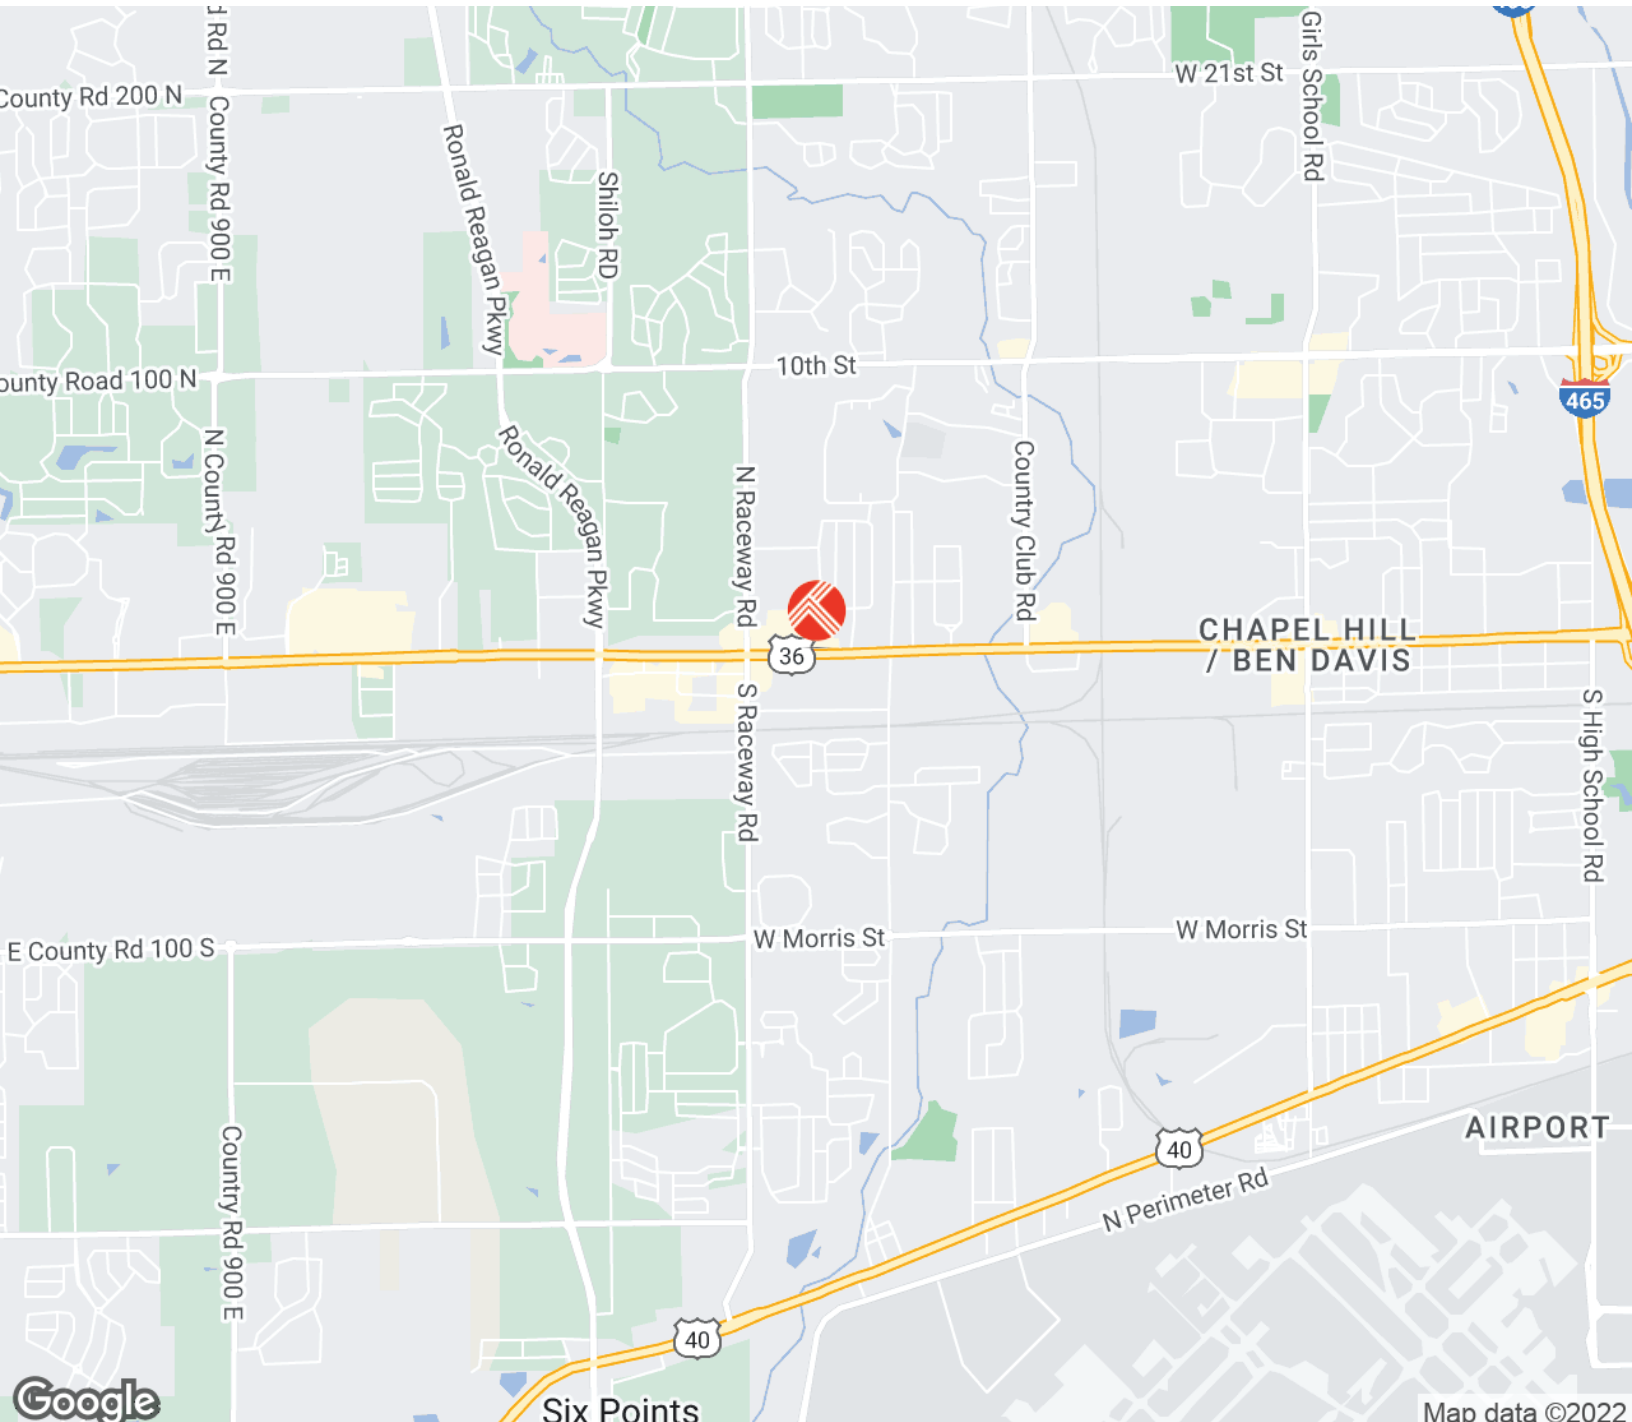 d Rd N
County Rd 200 N
W 21st St
Girls School Rd
County Rd 900 E
Ronald Reagan Pkwy
Shiloh RD
ounty Road 100 N
10th St
465
N County Rd 900 E
Ronald Reagan Pkwy
N Raceway Rd
Country Club Rd
36
CHAPEL HILL
/ BEN DAVIS
S Raceway Rd
S High School Rd
E County Rd 100 S
W Morris St
W Morris St
Country Rd 900 E
40
AIRPORT
N Perimeter Rd
40
Google
Six Points
Map data ©2022